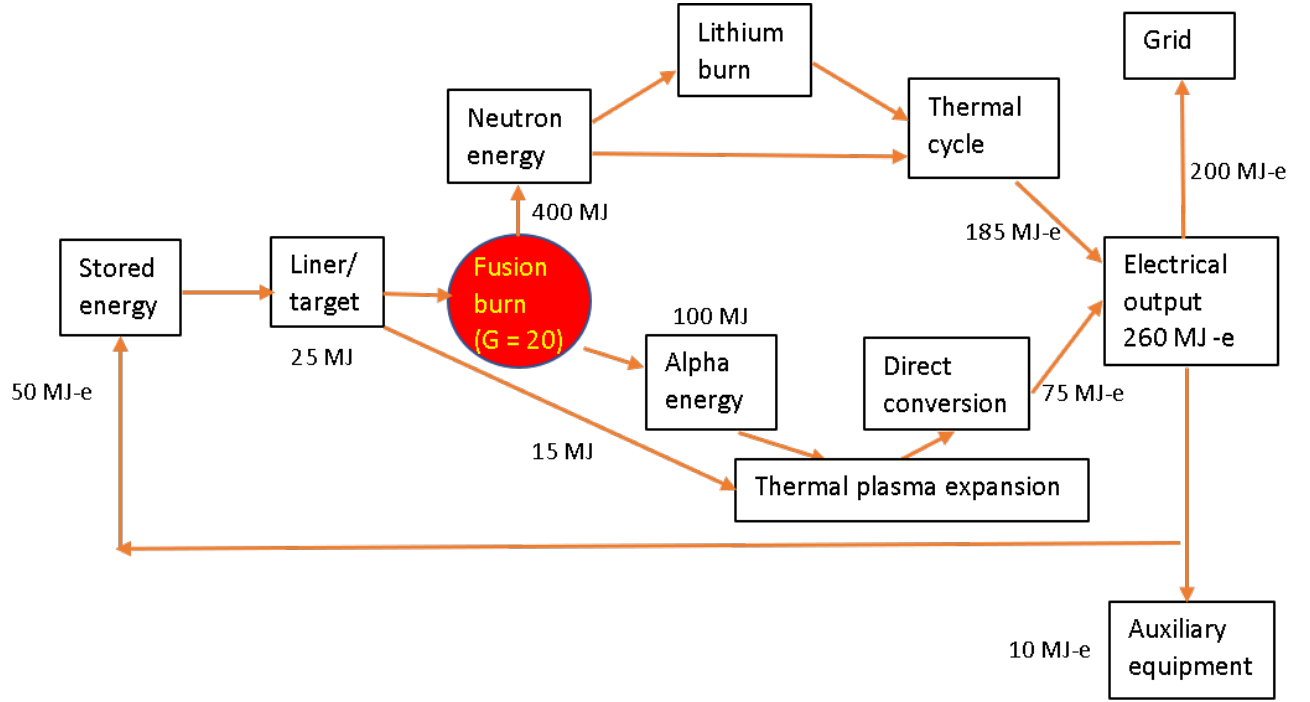 Lithium
burn
Grid
Neutron
energy
Thermal
cycle
200 MJ-e
400 MJ
185 MJ-e
Stored
energy
Liner/
target
Fusion
burn
(G = 20)
Electrical
output
260 MJ -e
100 MJ
25 MJ
50 MJ-e
Alpha
energy
Direct
conversion
75 MJ-e
15 MJ
Thermal plasma expansion
10 MJ-e
Auxiliary
equipment